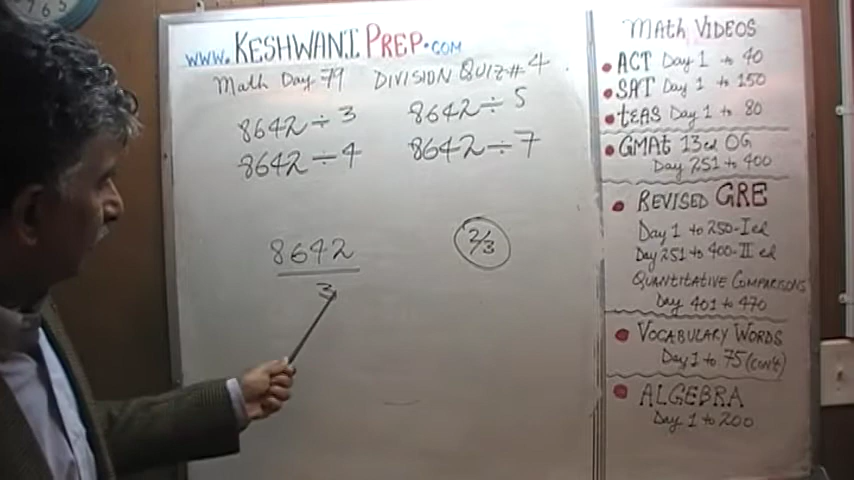 www.KESHWANIPREP.COM
Math Day 79 DIVISION QUIZ# 4
8642 ÷ 3
8642 ÷ 5
8642 ÷ 4
8642 ÷ 7
8642
3
2/3
MATH VIDEOS
ACT Day 1 to 40
SAT Day 1 to 150
tEAS Day 1 to 80
GMAt 13ed OG
Day 251 to 400
REVISED GRE
Day 1 to 250-I ed
Day 251 to 400-II ed
QUANTITATIVE COMPARISONS
Day 401 to 470
VOCABULARY WORDS
Day 1 to 75 (con't)
ALGEBRA
Day 1 to 200